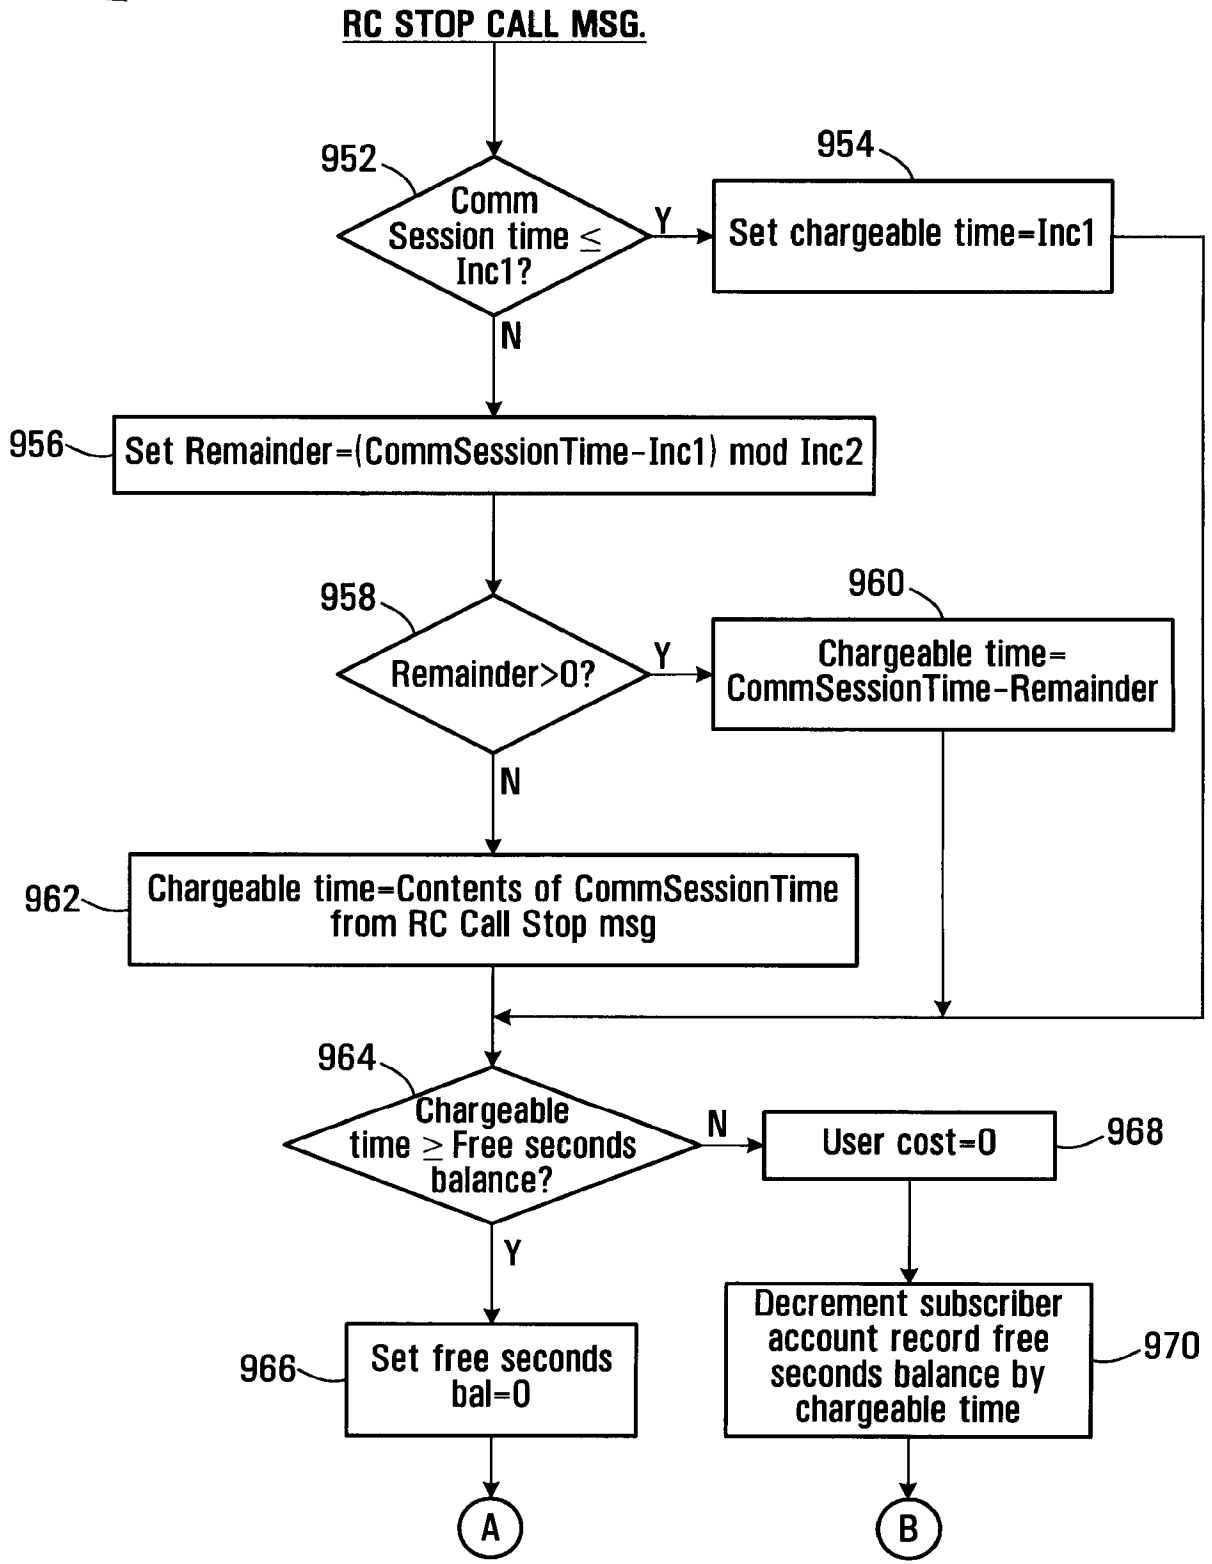 RC STOP CALL MSG.
952
Comm
Session time ≤
Inc1?
Y
954
Set chargeable time=Inc1
N
956
Set Remainder=(CommSessionTime-Inc1) mod Inc2
958
Remainder>0?
Y
960
Chargeable time=
CommSessionTime-Remainder
N
962
Chargeable time=Contents of CommSessionTime
from RC Call Stop msg
964
Chargeable
time ≥ Free seconds
balance?
N
User cost=0
968
Y
966
Set free seconds
bal=0
Decrement subscriber
account record free
seconds balance by
chargeable time
970
A
B